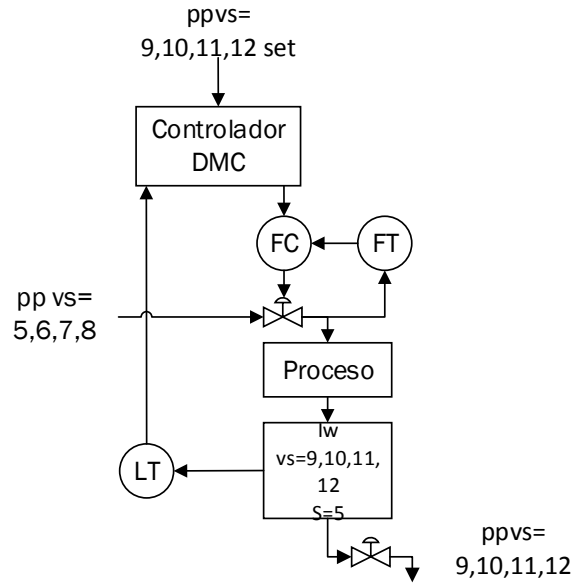 ppvs=
9,10,11,12 set
Controlador
DMC
FC
FT
pp vs=
5,6,7,8
Proceso
lw
vs=9,10,11,
12
S=5
LT
ppvs=
9,10,11,12